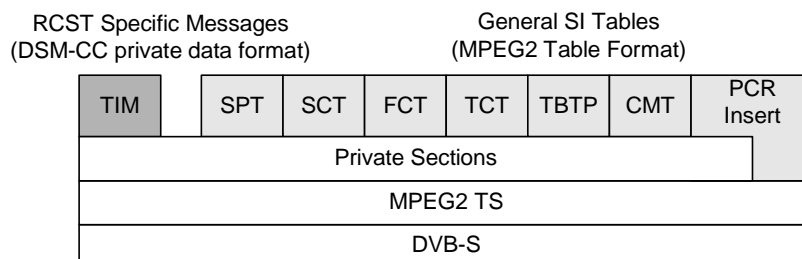 RCST Specific Messages
(DSM-CC private data format)
General SI Tables
(MPEG2 Table Format)
TIM
SPT
SCT
FCT
TCT
TBTP
CMT
PCR
Insert
Private Sections
MPEG2 TS
DVB-S